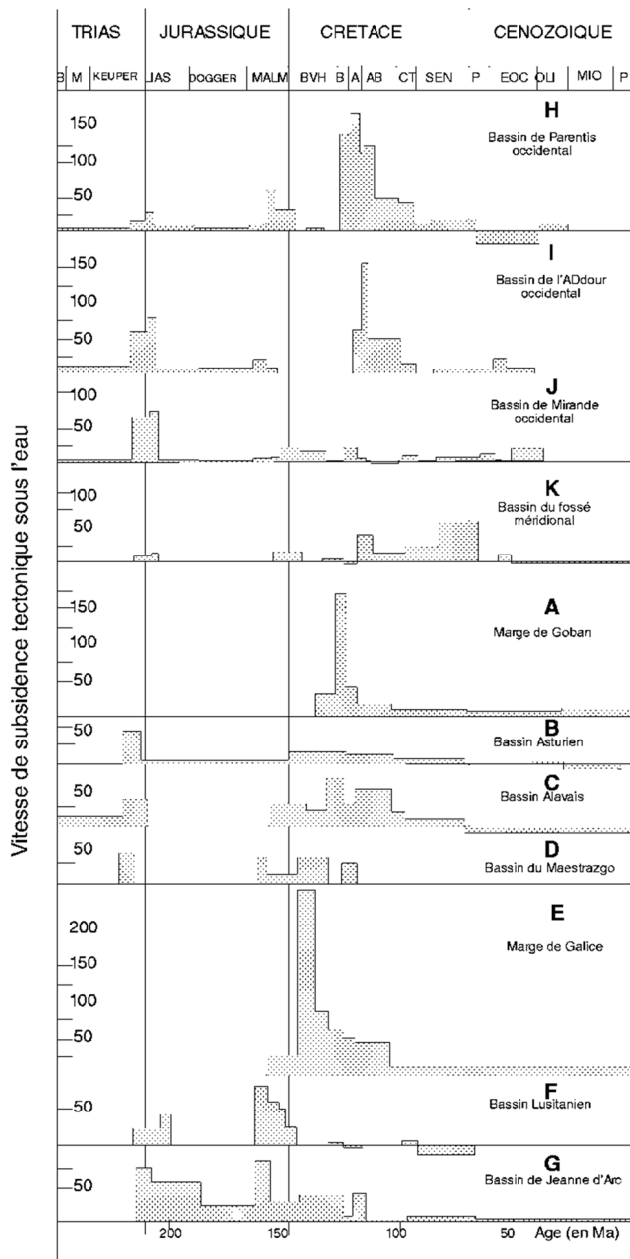 TRIAS JURASSIQUE CRETACE CENOZOIQUE
B M KEUPER LIAS DOGGER MALM BVH B A AB CT SEN P EOC OLI MIO P
H
150
Bassin de Parentis
occidental
100
50
I
100
150
Bassin de l'ADdour
occidental
100
50
J
100
Bassin de Mirande
occidental
50
K
100
Bassin du fossé
méridional
50
A
150
Marge de Goban
100
50
B
50
Bassin Asturien
C
50
Bassin Alavais
D
50
Bassin du Maestrazgo
E
200
Marge de Galice
150
100
50
F
50
Bassin Lusitanien
G
Bassin de Jeanne d'Arc
50
200 150 100 50 Age (en Ma)
Vitesse de subsidence tectonique sous l'eau